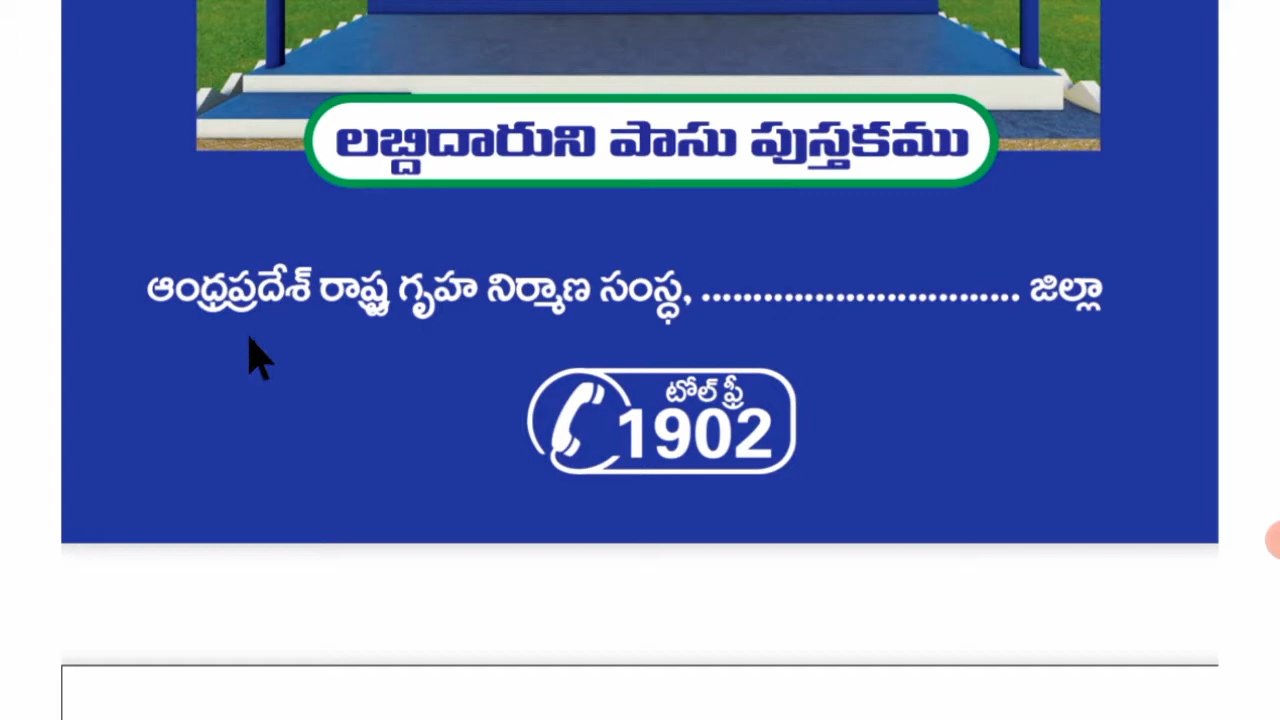 లబ్ధిదారుని పాసు పుస్తకము
ఆంధ్రప్రదేశ్ రాష్ట్ర గృహ నిర్మాణ సంస్ధ, .............................. జిల్లా
టోల్ ఫ్రీ
1902